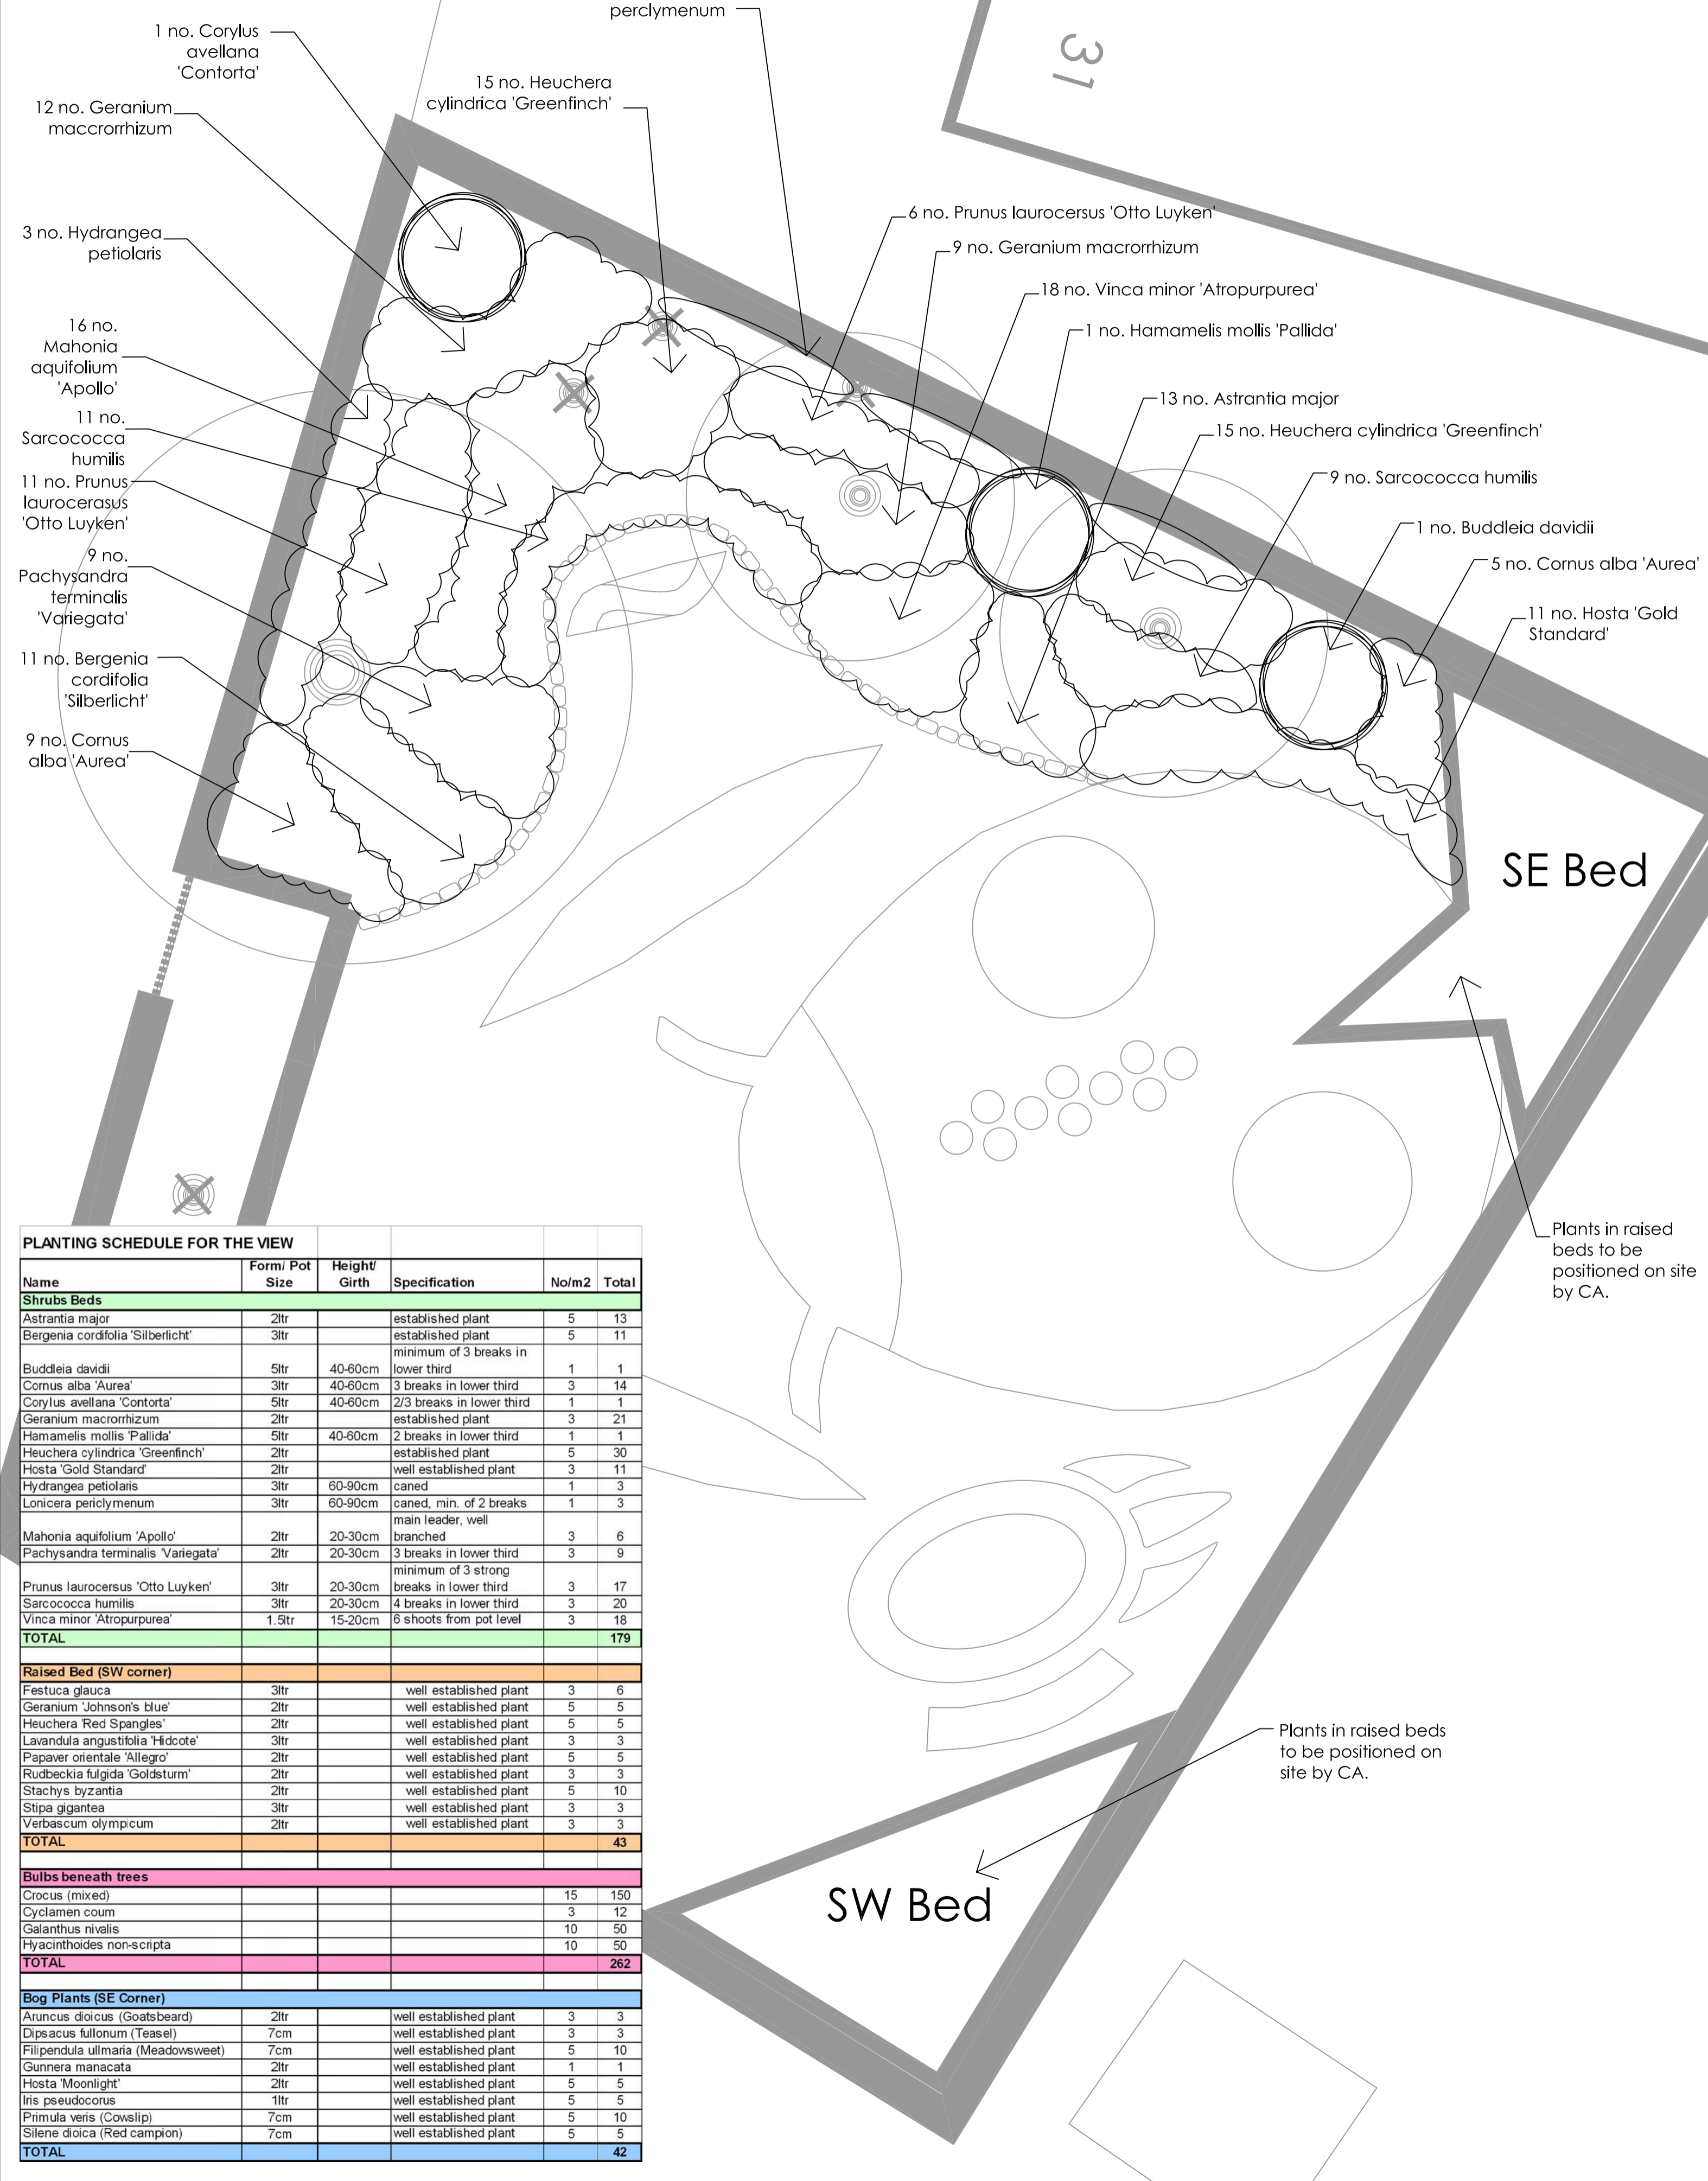 perclymenum
31
1 no. Corylus
avellana
'Contorta'
15 no. Heuchera
cylindrica 'Greenfinch'
12 no. Geranium
maccrorrhizum
3 no. Hydrangea
petiolaris
16 no.
Mahonia
aquifolium
'Apollo'
11 no.
Sarcococca
humilis
11 no. Prunus
laurocerasus
'Otto Luyken'
9 no.
Pachysandra
terminalis
'Variegata'
11 no. Bergenia
cordifolia
'Silberlicht'
9 no. Cornus
alba 'Aurea'
6 no. Prunus laurocersus 'Otto Luyken'
9 no. Geranium macrorrhizum
18 no. Vinca minor 'Atropurpurea'
1 no. Hamamelis mollis 'Pallida'
13 no. Astrantia major
15 no. Heuchera cylindrica 'Greenfinch'
9 no. Sarcococca humilis
1 no. Buddleia davidii
5 no. Cornus alba 'Aurea'
11 no. Hosta 'Gold
Standard'
SE Bed
Plants in raised
beds to be
positioned on site
by CA.
Plants in raised beds
to be positioned on
site by CA.
SW Bed
PLANTING SCHEDULE FOR THE VIEW
Name Form/ Pot Size Height/ Girth Specification No/m2 Total
Shrubs Beds
Astrantia major 2ltr established plant 5 13
Bergenia cordifolia 'Silberlicht' 3ltr established plant 5 11
Buddleia davidii 5ltr 40-60cm minimum of 3 breaks in lower third 1 1
Cornus alba 'Aurea' 3ltr 40-60cm 3 breaks in lower third 3 14
Corylus avellana 'Contorta' 5ltr 40-60cm 2/3 breaks in lower third 1 1
Geranium macrorrhizum 2ltr established plant 3 21
Hamamelis mollis 'Pallida' 5ltr 40-60cm 2 breaks in lower third 1 1
Heuchera cylindrica 'Greenfinch' 2ltr established plant 5 30
Hosta 'Gold Standard' 2ltr well established plant 3 11
Hydrangea petiolaris 3ltr 60-90cm caned 1 3
Lonicera periclymenum 3ltr 60-90cm caned, min. of 2 breaks 1 3
Mahonia aquifolium 'Apollo' 2ltr 20-30cm main leader, well branched 3 6
Pachysandra terminalis 'Variegata' 2ltr 20-30cm 3 breaks in lower third 3 9
Prunus laurocersus 'Otto Luyken' 3ltr 20-30cm minimum of 3 strong breaks in lower third 3 17
Sarcococca humilis 3ltr 20-30cm 4 breaks in lower third 3 20
Vinca minor 'Atropurpurea' 1.5ltr 15-20cm 6 shoots from pot level 3 18
TOTAL 179
Raised Bed (SW corner)
Festuca glauca 3ltr well established plant 3 6
Geranium 'Johnson's blue' 2ltr well established plant 5 5
Heuchera 'Red Spangles' 2ltr well established plant 5 5
Lavandula angustifolia 'Hidcote' 3ltr well established plant 3 3
Papaver orientale 'Allegro' 2ltr well established plant 5 5
Rudbeckia fulgida 'Goldsturm' 2ltr well established plant 3 3
Stachys byzantia 2ltr well established plant 5 10
Stipa gigantea 3ltr well established plant 3 3
Verbascum olympicum 2ltr well established plant 3 3
TOTAL 43
Bulbs beneath trees
Crocus (mixed) 15 150
Cyclamen coum 3 12
Galanthus nivalis 10 50
Hyacinthoides non-scripta 10 50
TOTAL 262
Bog Plants (SE Corner)
Aruncus dioicus (Goatsbeard) 2ltr well established plant 3 3
Dipsacus fullonum (Teasel) 7cm well established plant 3 3
Filipendula ullmaria (Meadowsweet) 7cm well established plant 5 10
Gunnera manacata 2ltr well established plant 1 1
Hosta 'Moonlight' 2ltr well established plant 5 5
Iris pseudocorus 1ltr well established plant 5 5
Primula veris (Cowslip) 7cm well established plant 5 10
Silene dioica (Red campion) 7cm well established plant 5 5
TOTAL 42